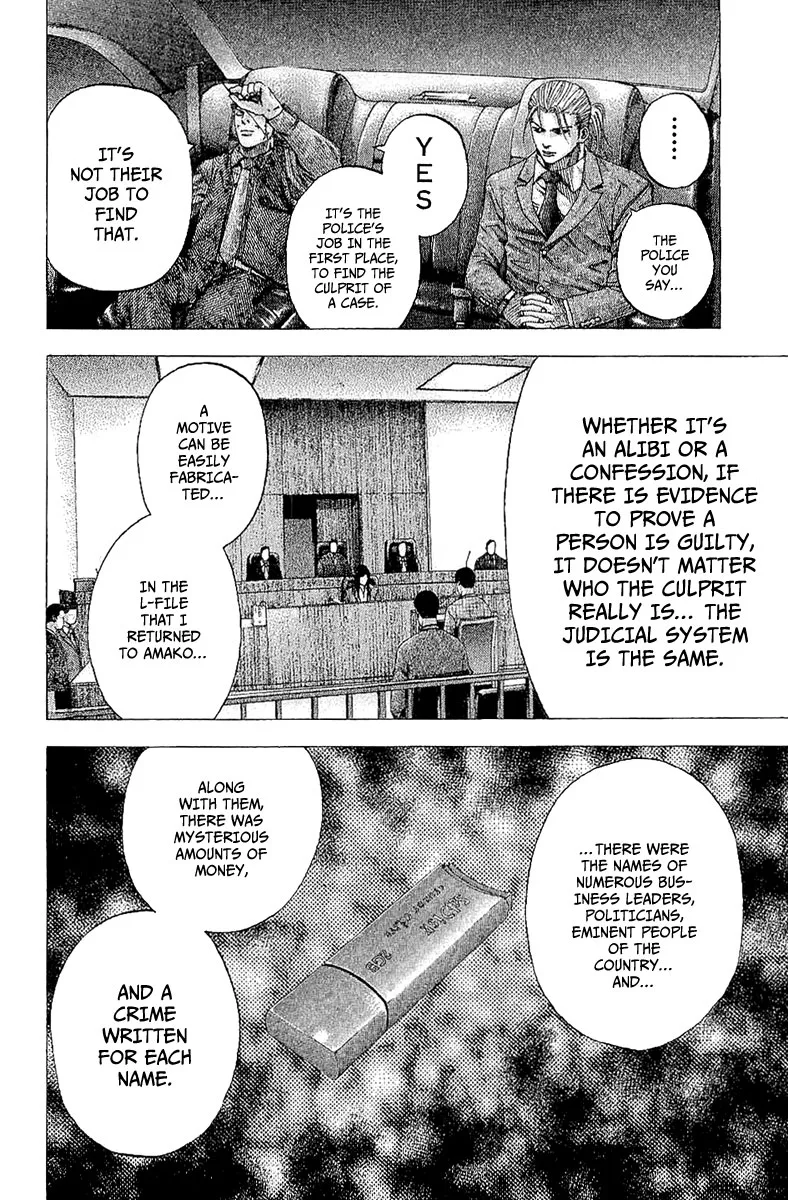 ......
THE
POLICE
YOU
SAY...
YES
IT'S THE
POLICE'S
JOB IN THE
FIRST PLACE,
TO FIND THE
CULPRIT OF
A CASE.
IT'S
NOT THEIR
JOB TO
FIND
THAT.
WHETHER IT'S
AN ALIBI OR A
CONFESSION, IF
THERE IS EVIDENCE
TO PROVE A
PERSON IS GUILTY,
IT DOESN'T MATTER
WHO THE CULPRIT
REALLY IS... THE
JUDICIAL SYSTEM
IS THE SAME.
A
MOTIVE
CAN BE
EASILY
FABRICA-
TED...
IN THE
L-FILE
THAT I
RETURNED
TO AMAKO...
...THERE WERE
THE NAMES OF
NUMEROUS BUS-
INESS LEADERS,
POLITICIANS,
EMINENT PEOPLE
OF THE
COUNTRY...
AND...
ALONG
WITH THEM,
THERE WAS
MYSTERIOUS
AMOUNTS OF
MONEY,
AND A
CRIME
WRITTEN
FOR EACH
NAME.